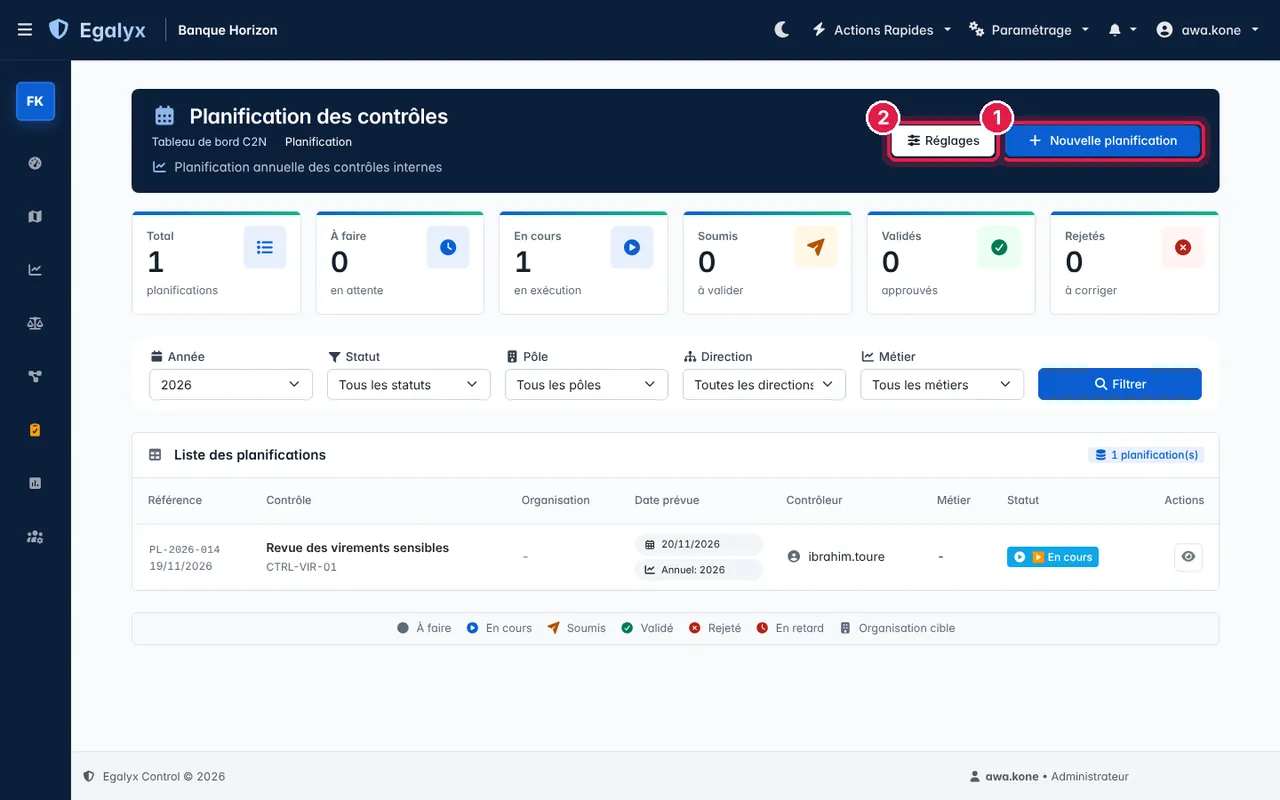 Egalyx
Banque Horizon
Actions Rapides
Paramétrage
awa.kone
FK
Planification des contrôles
Tableau de bord C2N Planification
Planification annuelle des contrôles internes
2
Réglages
1
+ Nouvelle planification
Total
1
planifications
À faire
0
en attente
En cours
1
en exécution
Soumis
0
à valider
Validés
0
approuvés
Rejetés
0
à corriger
Année
2026
Statut
Tous les statuts
Pôle
Tous les pôles
Direction
Toutes les directions
Métier
Tous les métiers
Filtrer
Liste des planifications
1 planification(s)
Référence Contrôle Organisation Date prévue Contrôleur Métier Statut Actions
PL-2026-014
19/11/2026
Revue des virements sensibles
CTRL-VIR-01
-
20/11/2026
Annuel: 2026
ibrahim.toure
-
En cours
À faire En cours Soumis Validé Rejeté En retard Organisation cible
Egalyx Control © 2026
awa.kone • Administrateur